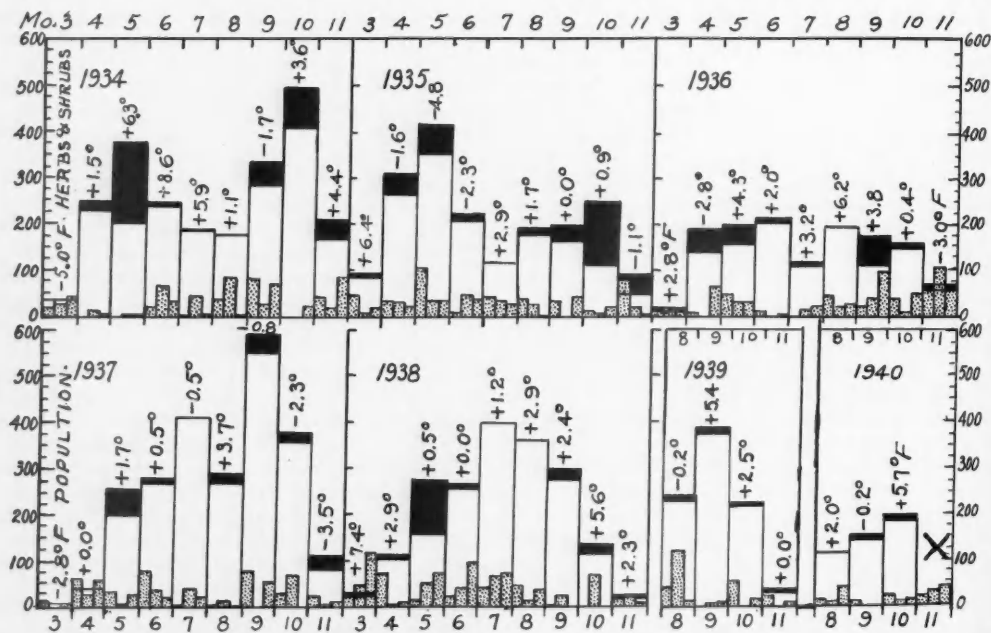 Mo. 3 4 5 6 7 8 9 10 11 3 4 5 6 7 8 9 10 11 3 4 5 6 7 8 9 10 11
600 500 400 300 200 100
600 500 400 300 200 100 0
1934
-5.0°F. HERBS & SHRUBS
+1.5° +6.3° +8.6° +5.9° +1.1° -1.7° +3.6° +4.4°
1935
+6.4° -1.6° -4.8 -2.3° +2.9° +1.7° +0.0° +0.9° -1.1°
1936
+2.8°F -2.8° +4.3° +2.0° +3.2° +6.2° +3.8 +0.4° -3.0°F
600 500 400 300 200 100 0
600 500 400 300 200 100 0
1937
-2.8°F POPULTION.
+0.0° +1.7° +0.5° -0.5° +3.7° -0.8 -2.3° -3.5°
1938
+7.4° +2.9° +0.5° +0.0° +1.2° +2.9° +2.4° +5.6° +2.3°
8 9 10 11
1939
-0.2° +5.4 +2.5° +0.0°
8 9 10 11
1940
+2.0° -0.2° +5.7°F X
3 4 5 6 7 8 9 10 11 3 4 5 6 7 8 9 10 11 8 9 10 11 8 9 10 11